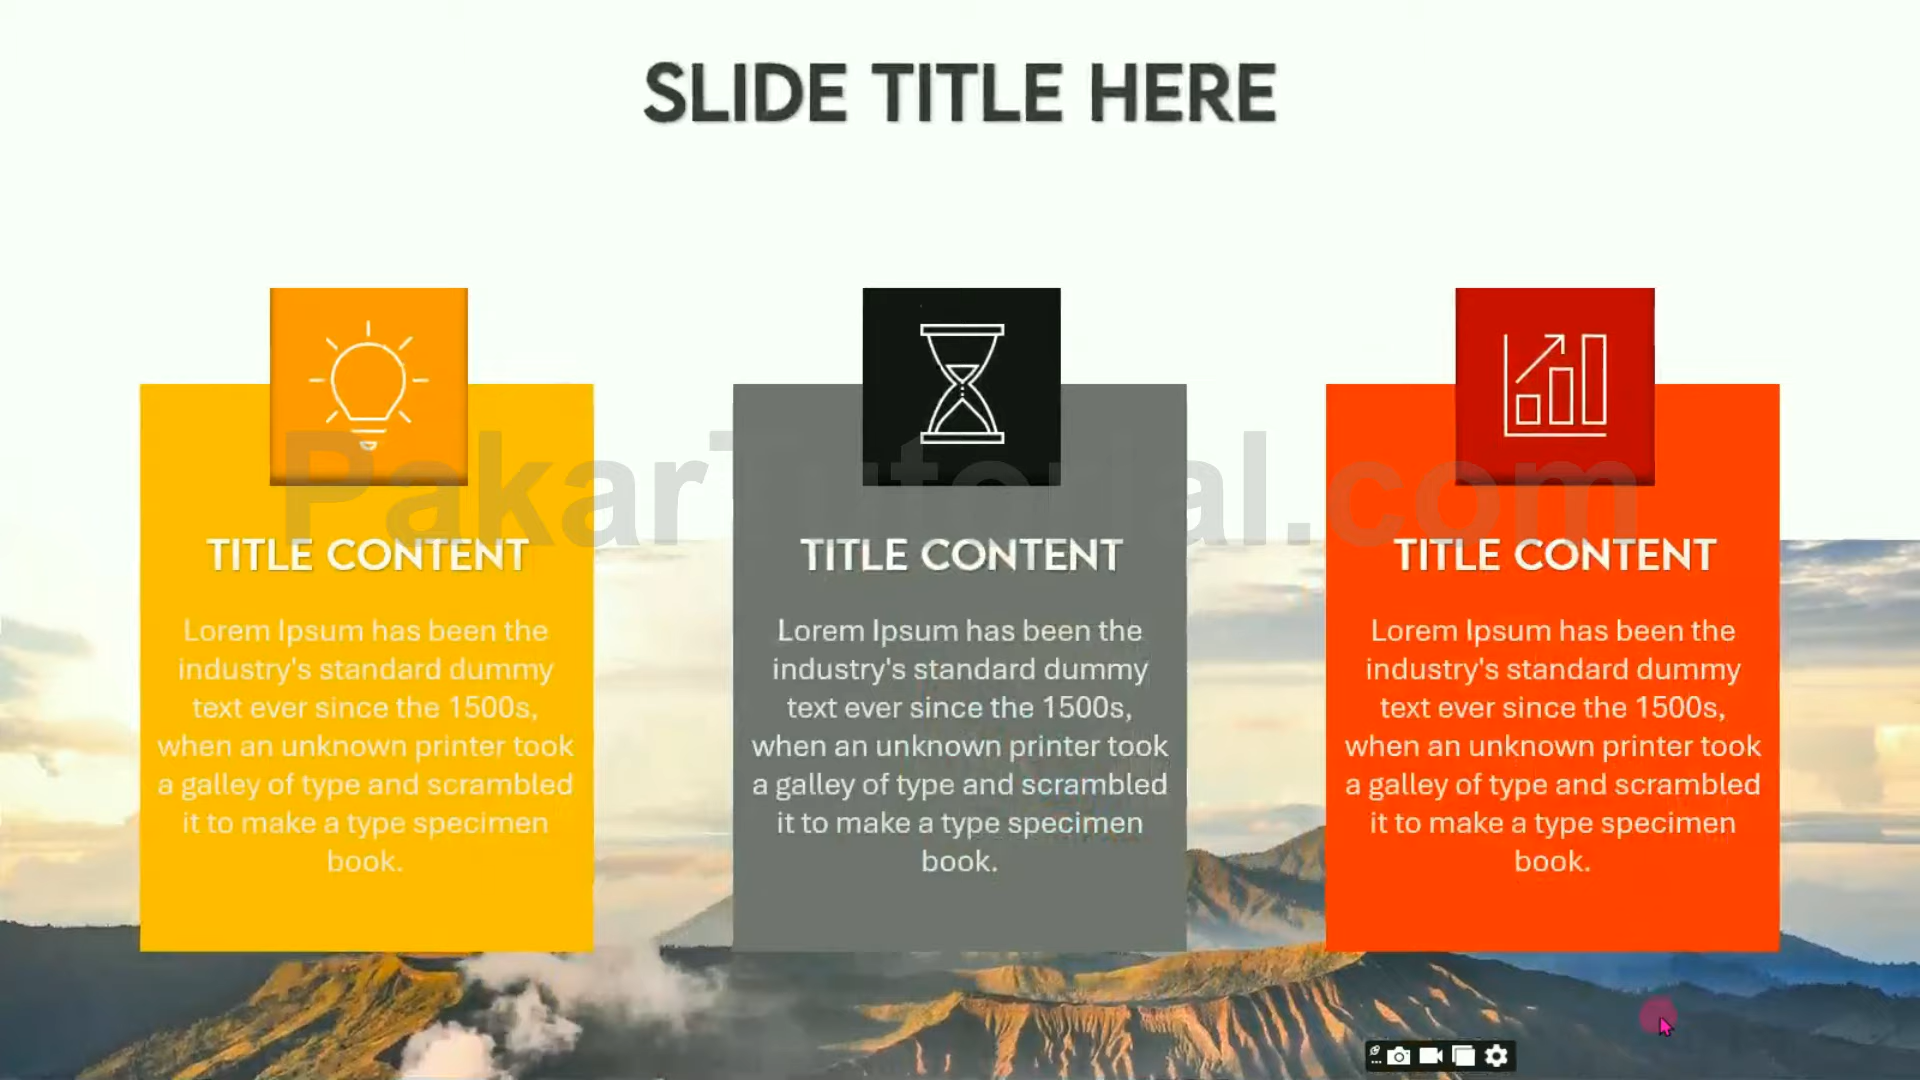 SLIDE TITLE HERE
PakarTutorial.com
TITLE CONTENT
Lorem Ipsum has been the
industry's standard dummy
text ever since the 1500s,
when an unknown printer took
a galley of type and scrambled
it to make a type specimen
book.
TITLE CONTENT
Lorem Ipsum has been the
industry's standard dummy
text ever since the 1500s,
when an unknown printer took
a galley of type and scrambled
it to make a type specimen
book.
TITLE CONTENT
Lorem Ipsum has been the
industry's standard dummy
text ever since the 1500s,
when an unknown printer took
a galley of type and scrambled
it to make a type specimen
book.